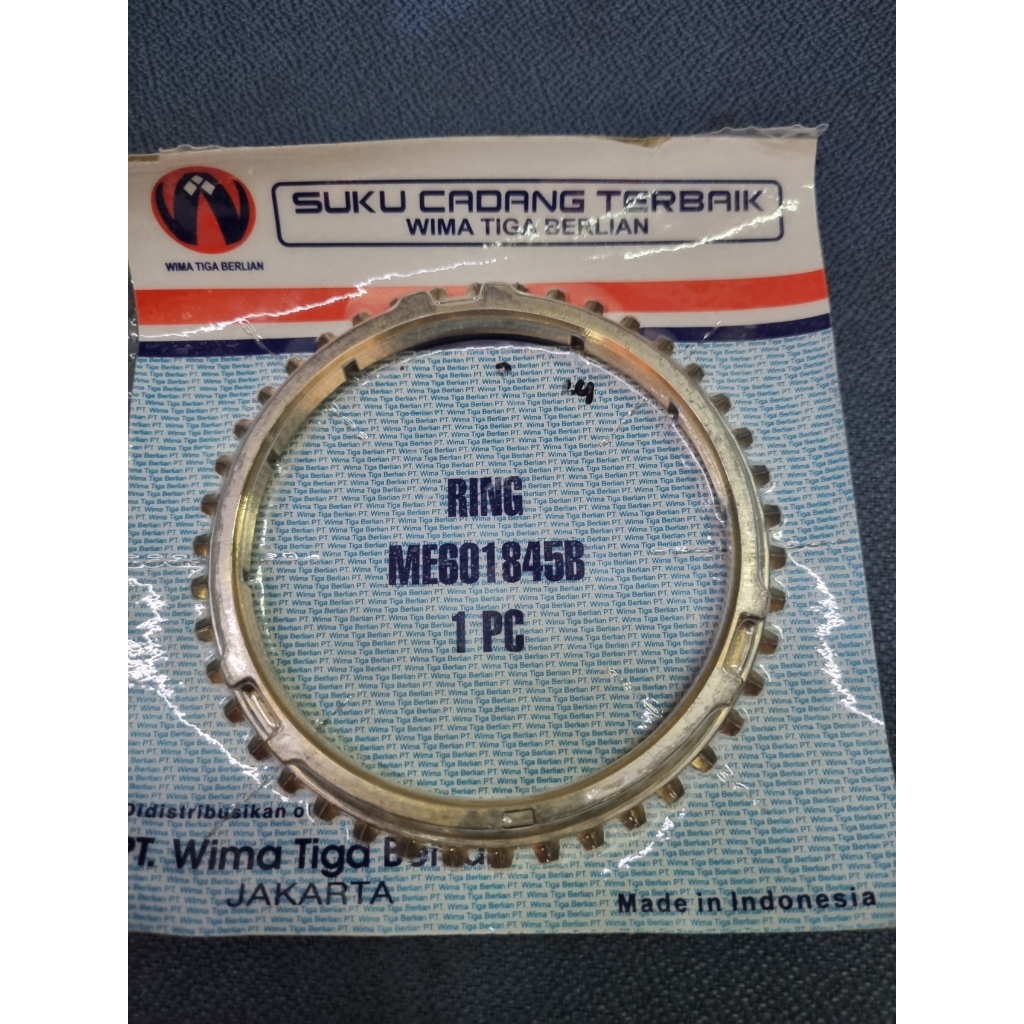 SUKU CADANG TERBAIK
WIMA TIGA BERLIAN
WIMA TIGA BERLIAN
RING
ME601845B
1 PC
Didistribusikan
PT. Wima Tiga
JAKARTA
Made in Indonesia